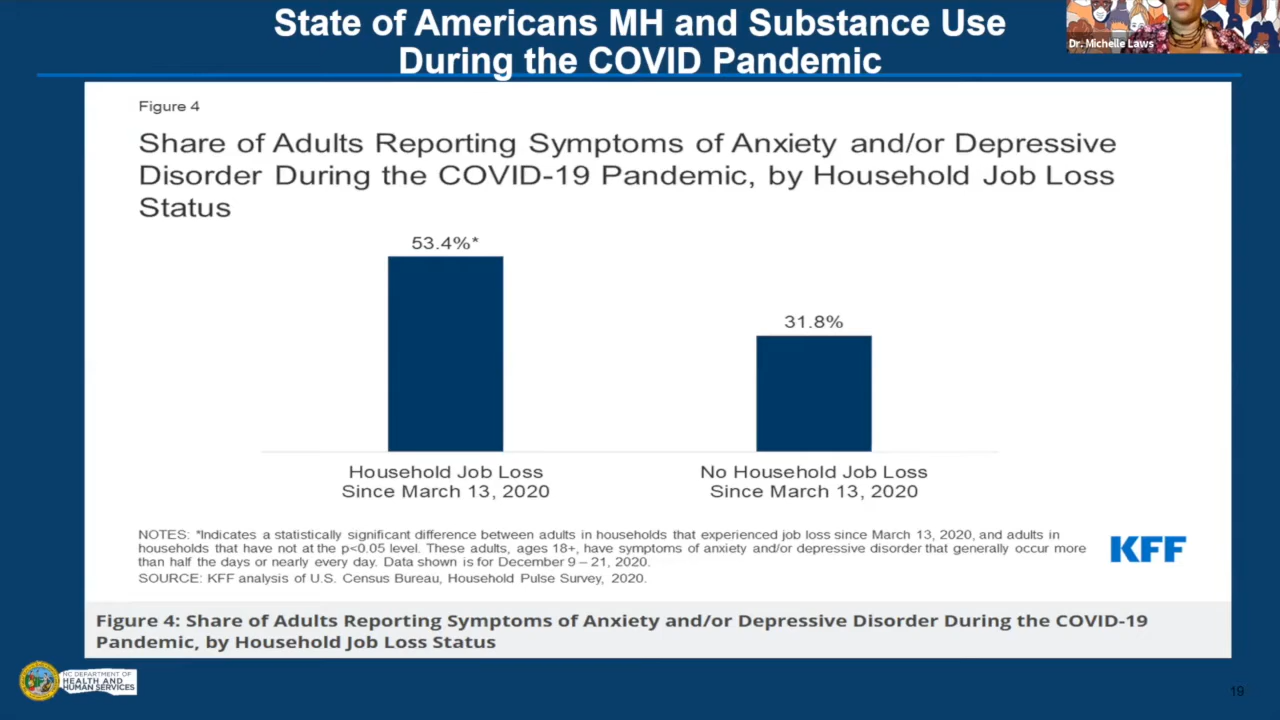 State of Americans MH and Substance Use
During the COVID Pandemic
Dr. Michelle Laws
Figure 4
Share of Adults Reporting Symptoms of Anxiety and/or Depressive
Disorder During the COVID-19 Pandemic, by Household Job Loss
Status
53.4%*
31.8%
Household Job Loss
Since March 13, 2020
No Household Job Loss
Since March 13, 2020
NOTES: *Indicates a statistically significant difference between adults in households that experienced job loss since March 13, 2020, and adults in
households that have not at the p<0.05 level. These adults, ages 18+, have symptoms of anxiety and/or depressive disorder that generally occur more
than half the days or nearly every day. Data shown is for December 9 – 21, 2020.
SOURCE: KFF analysis of U.S. Census Bureau, Household Pulse Survey, 2020.
KFF
Figure 4: Share of Adults Reporting Symptoms of Anxiety and/or Depressive Disorder During the COVID-19
Pandemic, by Household Job Loss Status
NC DEPARTMENT OF
HEALTH AND
HUMAN SERVICES
19